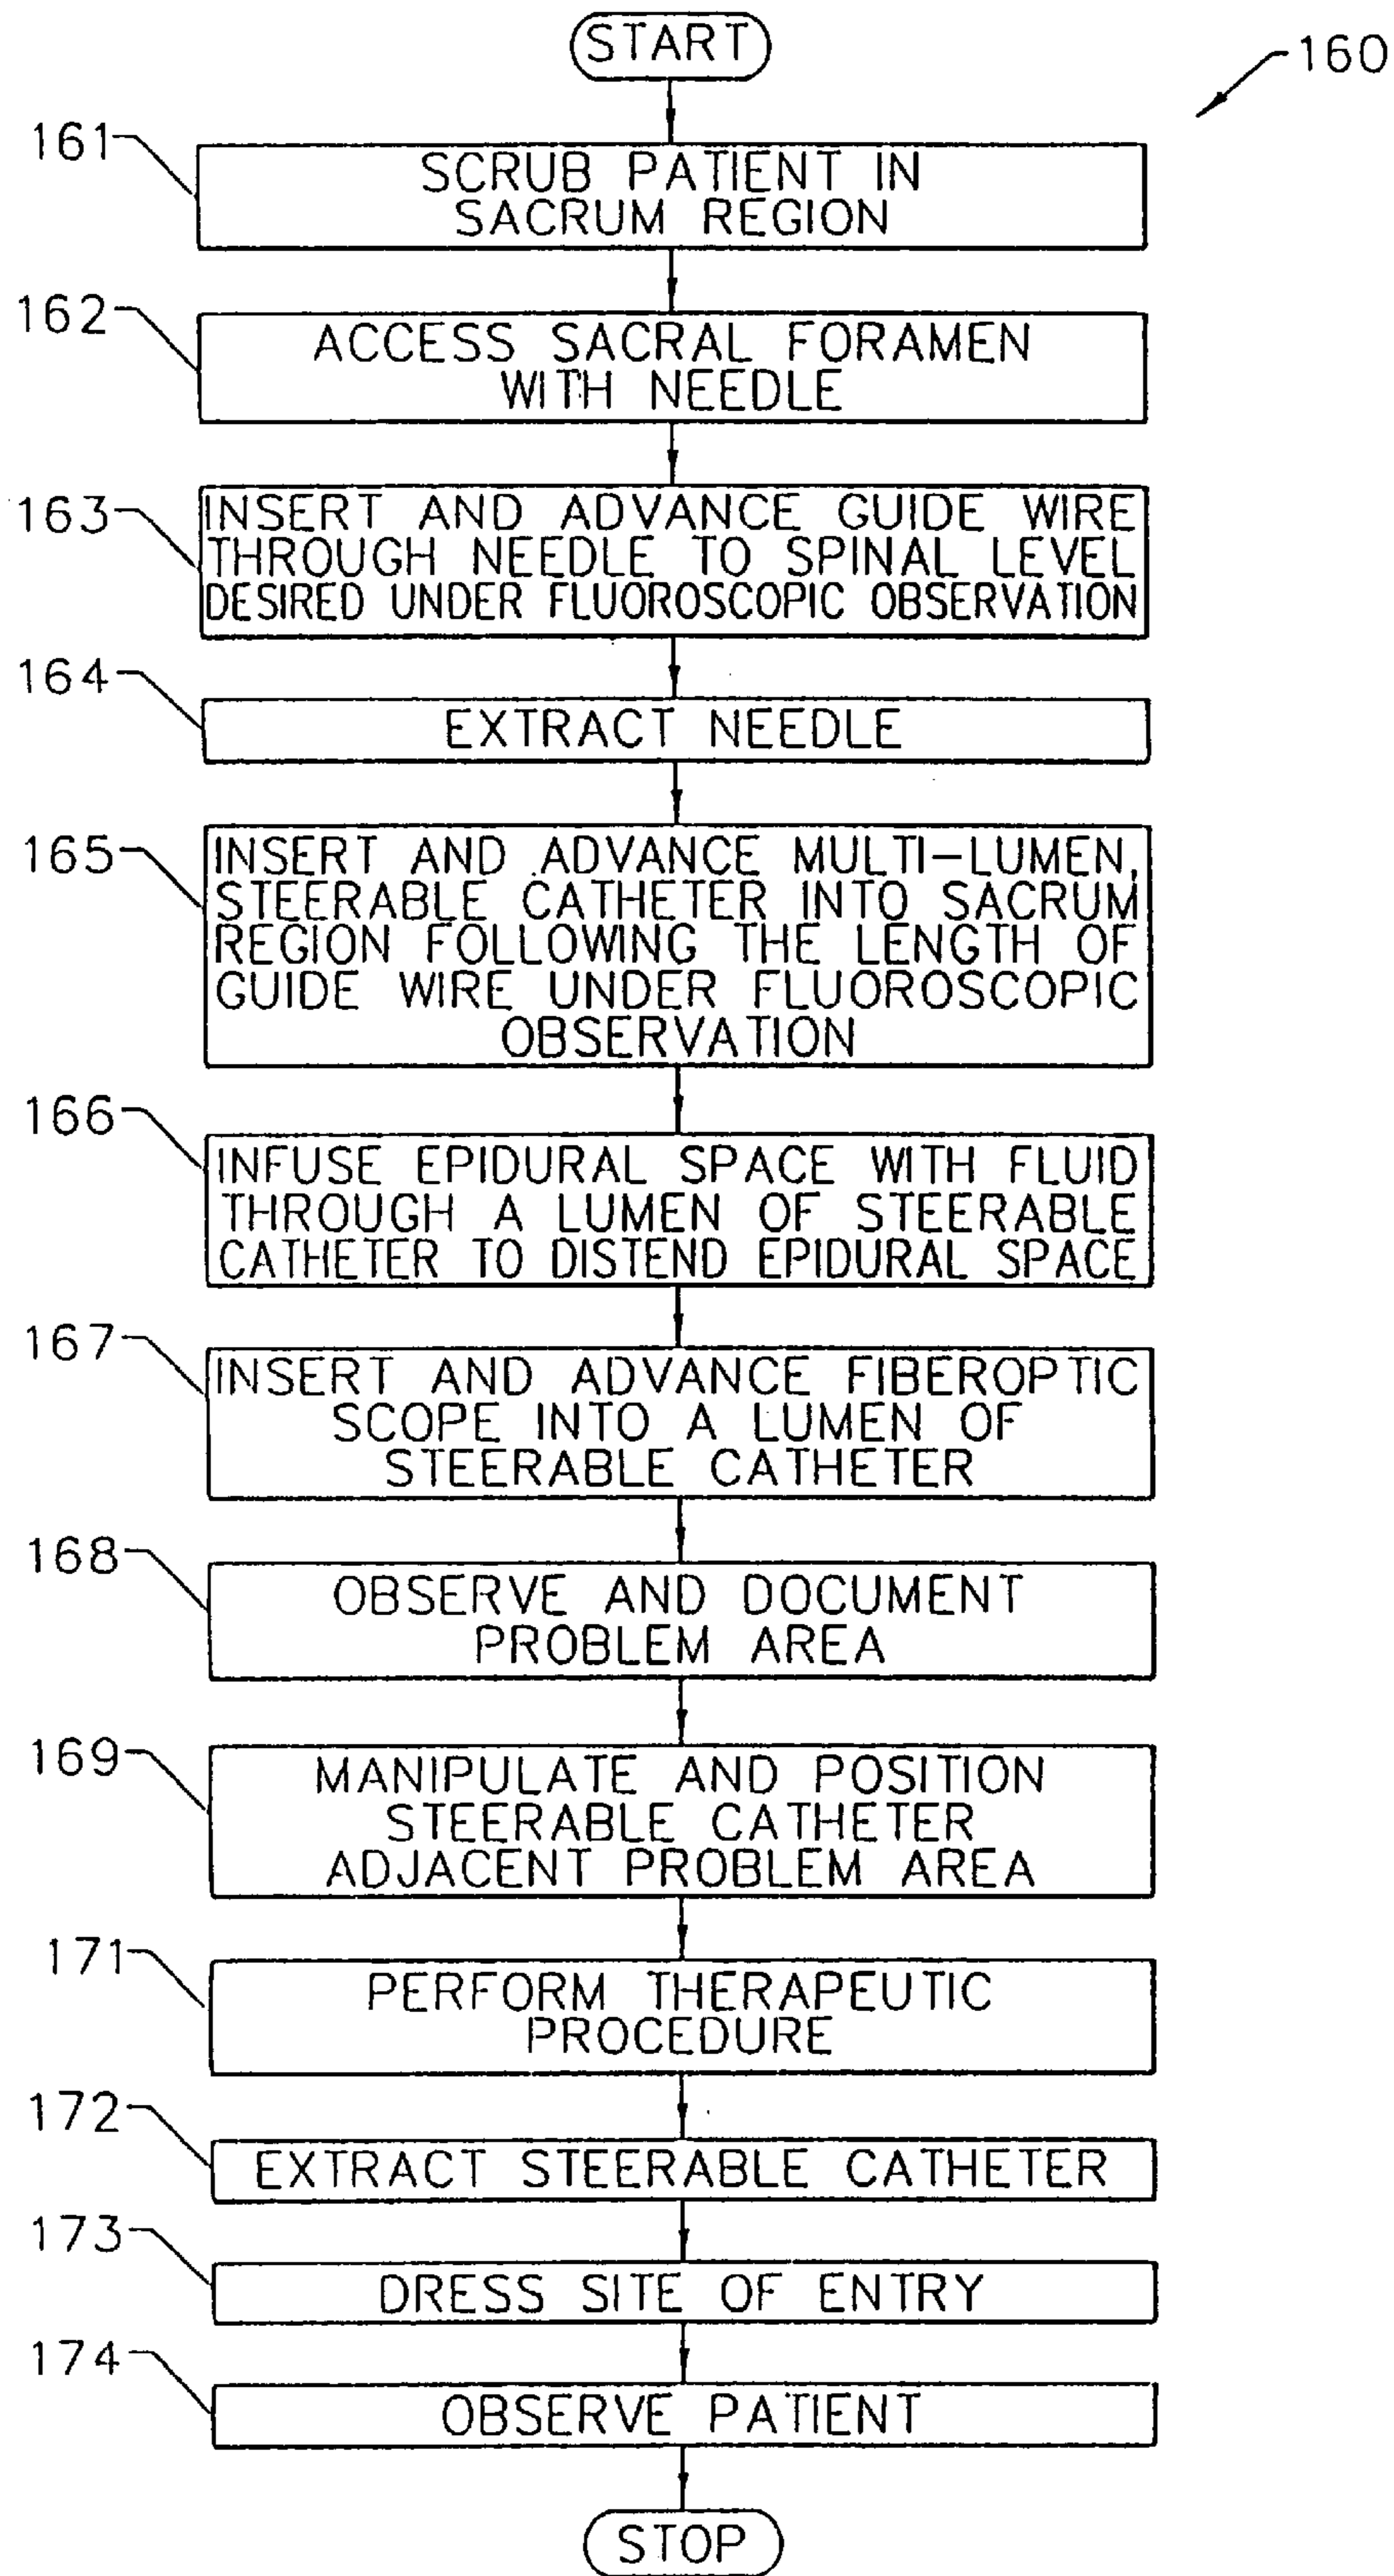 START
160
161
SCRUB PATIENT IN
SACRUM REGION
162
ACCESS SACRAL FORAMEN
WITH NEEDLE
163
INSERT AND ADVANCE GUIDE WIRE
THROUGH NEEDLE TO SPINAL LEVEL
DESIRED UNDER FLUOROSCOPIC OBSERVATION
164
EXTRACT NEEDLE
165
INSERT AND ADVANCE MULTI-LUMEN,
STEERABLE CATHETER INTO SACRUM
REGION FOLLOWING THE LENGTH OF
GUIDE WIRE UNDER FLUOROSCOPIC
OBSERVATION
166
INFUSE EPIDURAL SPACE WITH FLUID
THROUGH A LUMEN OF STEERABLE
CATHETER TO DISTEND EPIDURAL SPACE
167
INSERT AND ADVANCE FIBEROPTIC
SCOPE INTO A LUMEN OF
STEERABLE CATHETER
168
OBSERVE AND DOCUMENT
PROBLEM AREA
169
MANIPULATE AND POSITION
STEERABLE CATHETER
ADJACENT PROBLEM AREA
171
PERFORM THERAPEUTIC
PROCEDURE
172
EXTRACT STEERABLE CATHETER
173
DRESS SITE OF ENTRY
174
OBSERVE PATIENT
STOP